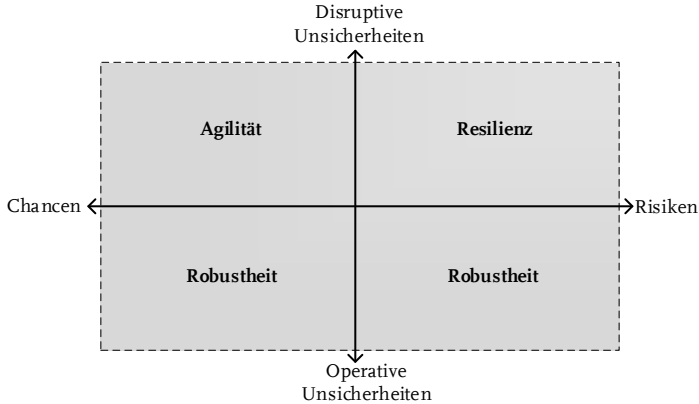 Disruptive
Unsicherheiten
Agilität
Resilienz
Chancen
Risiken
Robustheit
Robustheit
Operative
Unsicherheiten